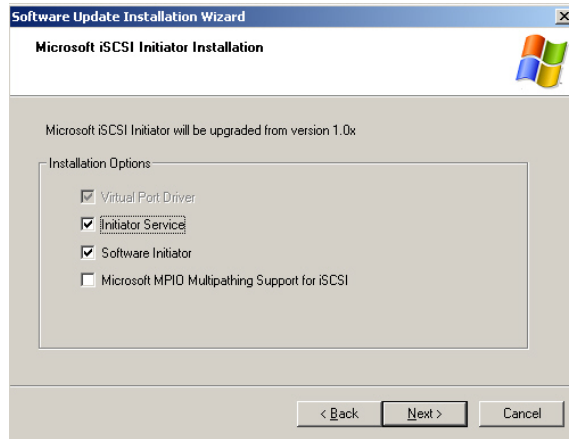 Software Update Installation Wizard
Microsoft iSCSI Initiator Installation
Microsoft iSCSI Initiator will be upgraded from version 1.0x
Installation Options
Virtual Port Driver
Initiator Service
Software Initiator
Microsoft MPIO Multipathing Support for iSCSI
< Back Next > Cancel